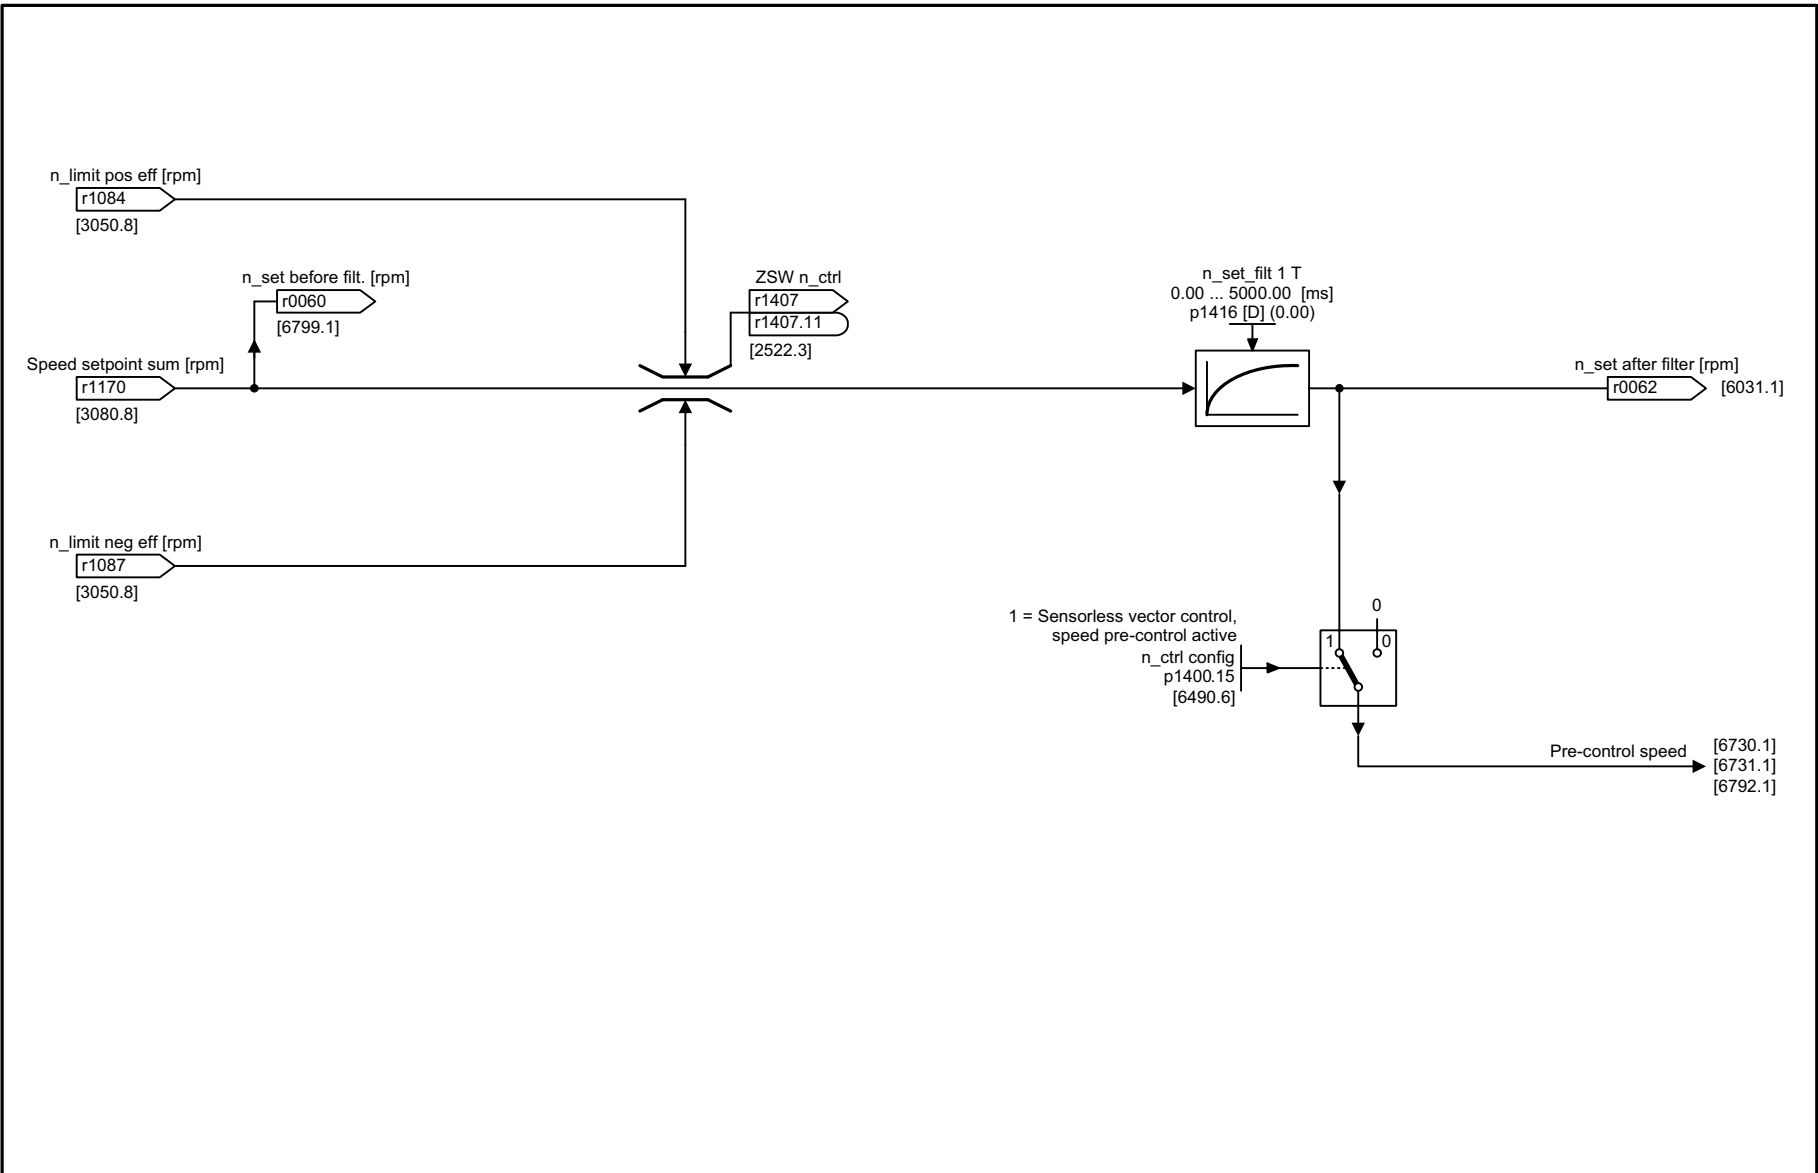 n_limit pos eff [rpm]
r1084
[3050.8]
n_set before filt. [rpm]
r0060
[6799.1]
ZSW n_ctrl
r1407
r1407.11
[2522.3]
n_set_filt 1 T
0.00 ... 5000.00 [ms]
p1416 [D] (0.00)
Speed setpoint sum [rpm]
r1170
[3080.8]
n_set after filter [rpm]
r0062 [6031.1]
n_limit neg eff [rpm]
r1087
[3050.8]
1 = Sensorless vector control,
speed pre-control active
n_ctrl config
p1400.15
[6490.6]
0
1 0
Pre-control speed
[6730.1]
[6731.1]
[6792.1]